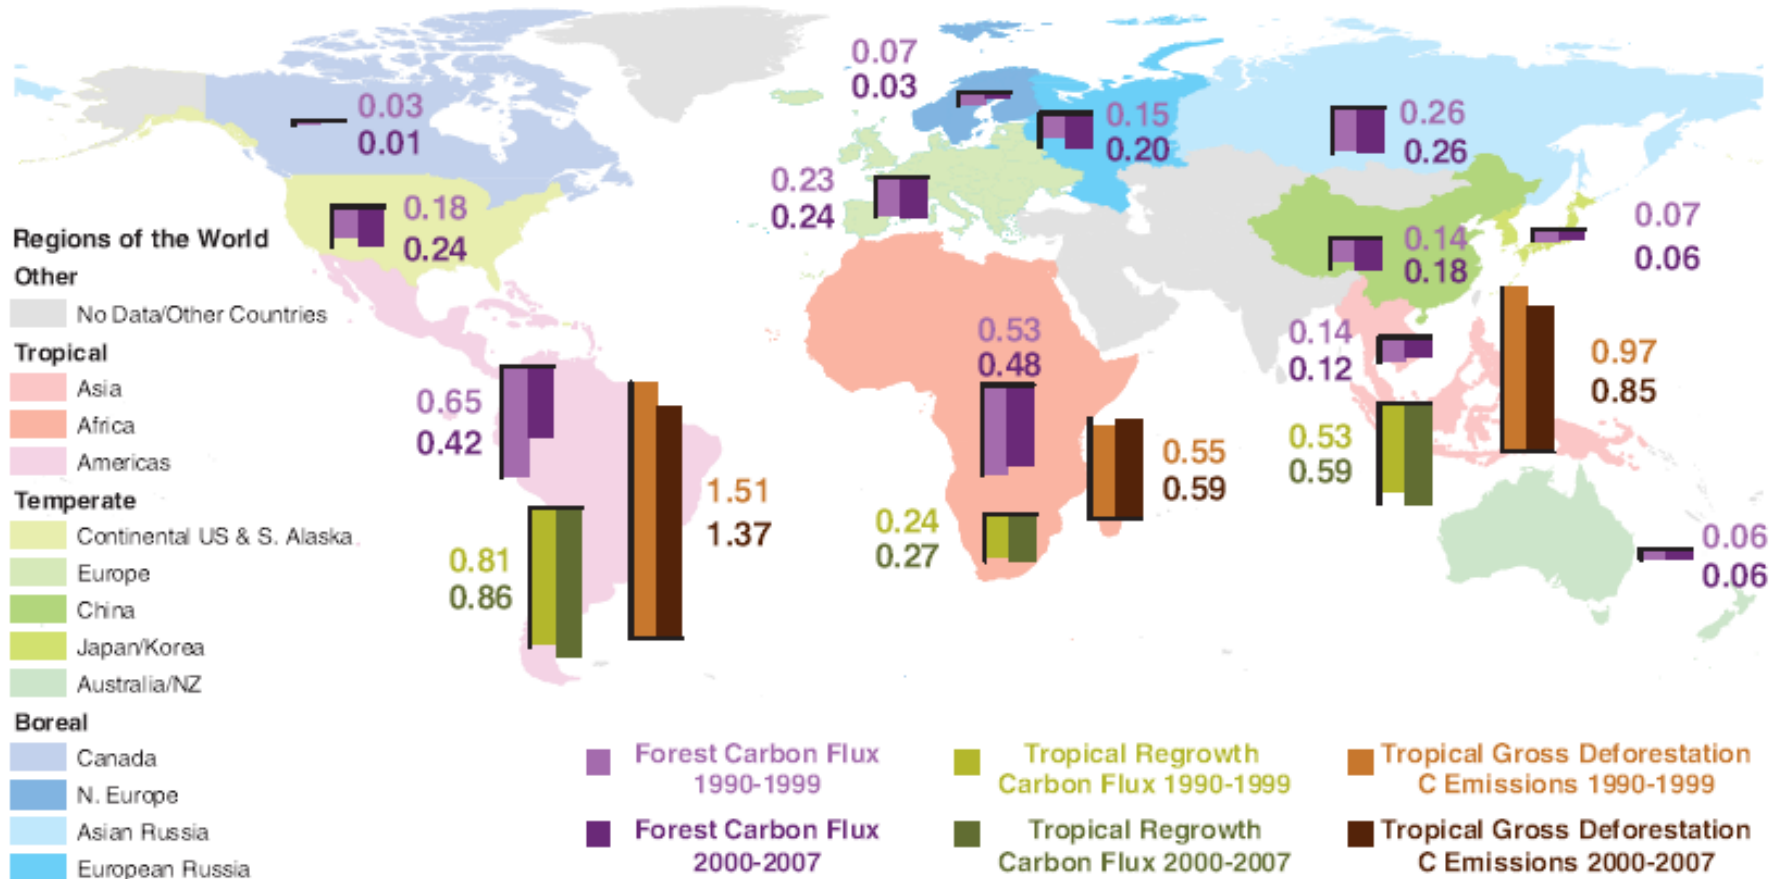 0.07
0.03
0.03
0.01
0.15
0.20
0.26
0.26
0.23
0.24
0.18
0.24
0.07
0.06
0.14
0.18
Regions of the World
Other
No Data/Other Countries
Tropical
Asia
Africa
Americas
Temperate
Continental US & S. Alaska
Europe
China
Japan/Korea
Australia/NZ
Boreal
Canada
N. Europe
Asian Russia
European Russia
0.65
0.42
0.81
0.86
1.51
1.37
0.53
0.48
0.24
0.27
0.55
0.59
0.14
0.12
0.53
0.59
0.97
0.85
0.06
0.06
Forest Carbon Flux
1990-1999
Forest Carbon Flux
2000-2007
Tropical Regrowth
Carbon Flux 1990-1999
Tropical Regrowth
Carbon Flux 2000-2007
Tropical Gross Deforestation
C Emissions 1990-1999
Tropical Gross Deforestation
C Emissions 2000-2007